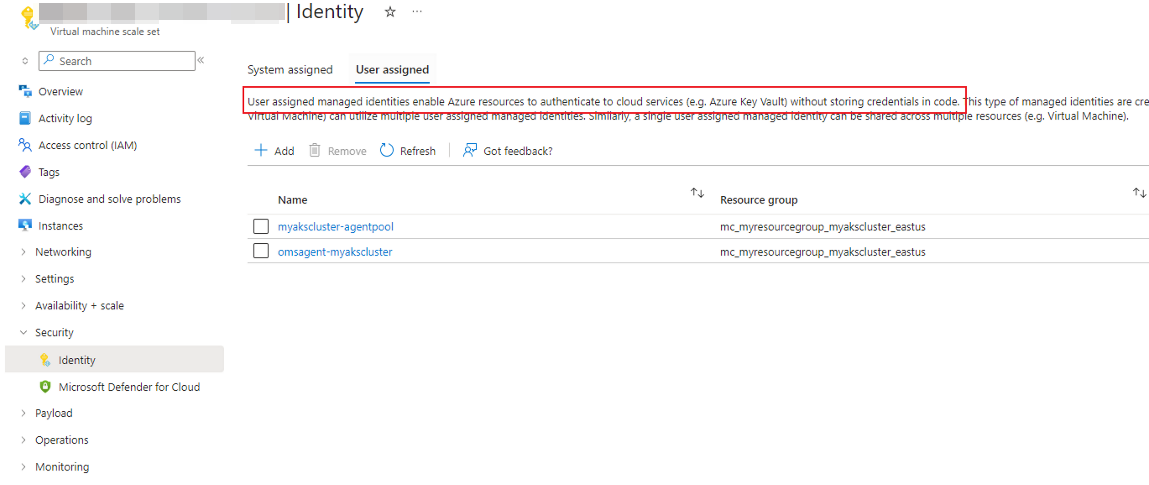 | Identity
Virtual machine scale set
Search
System assigned
User assigned
User assigned managed identities enable Azure resources to authenticate to cloud services (e.g. Azure Key Vault) without storing credentials in code. This type of managed identities are cre
Virtual Machine) can utilize multiple user assigned managed identities. Similarly, a single user assigned managed identity can be shared across multiple resources (e.g. Virtual Machine).
Add
Remove
Refresh
Got feedback?
Name
Resource group
myakscluster-agentpool
mc_myresourcegroup_myakscluster_eastus
omsagent-myakscluster
mc_myresourcegroup_myakscluster_eastus
Overview
Activity log
Access control (IAM)
Tags
Diagnose and solve problems
Instances
Networking
Settings
Availability + scale
Security
Identity
Microsoft Defender for Cloud
Payload
Operations
Monitoring